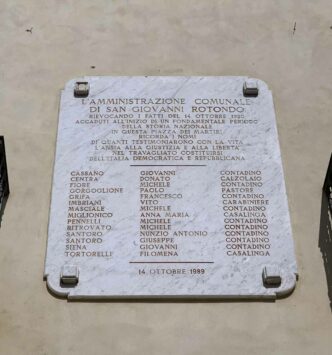 L'AMMINISTRAZIONE COMUNALE
DI SAN GIOVANNI ROTONDO
RIEVOCANDO I FATTI DEL 14 OTTOBRE 1920
ACCADUTI ALL'INIZIO DI UN FONDAMENTALE PERIODO
DELLA STORIA NAZIONALE
IN QUESTA PIAZZA DEI MARTIRI
RICORDA I NOMI
DI QUANTI TESTIMONIARONO CON LA VITA
L'ANSIA ALLA GIUSTIZIA E ALLA LIBERTÀ
NEL TRAVAGLIATO COSTITUIRSI
DELL'ITALIA DEMOCRATICA E REPUBBLICANA
CASSANO GIOVANNI CONTADINO
CENTRA DONATO CALZOLAIO
FIORE MICHELE CONTADINO
GORGOGLIONE PAOLO PASTORE
GRIFA FRANCESCO CONTADINO
IMBRIANI VITO CARABINIERE
MASCIALE MICHELE CONTADINO
MIGLIONICO ANNA MARIA CASALINGA
PENNELLI MICHELE CONTADINO
RITROVATO MICHELE CONTADINO
SANTORO NUNZIO ANTONIO CONTADINO
SANTORO GIUSEPPE CONTADINO
SIENA GIOVANNI CONTADINO
TORTORELLI FILOMENA CASALINGA
14 OTTOBRE 1989